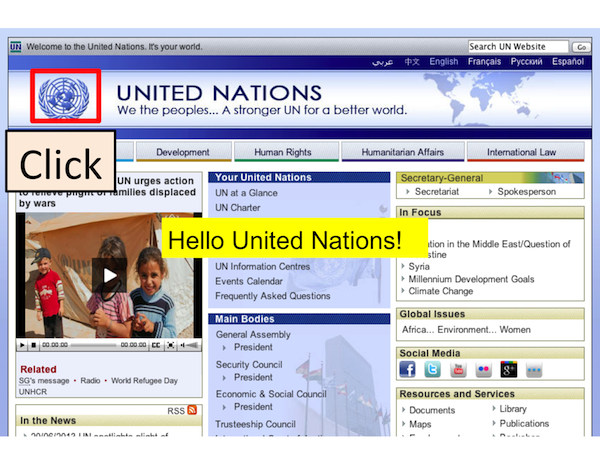 UN Welcome to the United Nations. It's your world.
Search UN Website Go
عربي 中文 English Français Русский Español
UNITED NATIONS
We the peoples... A stronger UN for a better world.
Click
Development Human Rights Humanitarian Affairs International Law
UN urges action
to relieve plight of families displaced
by wars
00:00:00 00:00:00 CC
Related
SG's message • Radio • World Refugee Day
UNHCR
RSS
In the News
20/06/2013 UN spotlights plight of
Your United Nations
UN at a Glance
UN Charter
Hello United Nations!
UN Information Centres
Events Calendar
Frequently Asked Questions
Main Bodies
General Assembly
President
Security Council
President
Economic & Social Council
President
Trusteeship Council
Secretary-General
Secretariat Spokesperson
In Focus
in the Middle East/Question of
Syria
Millennium Development Goals
Climate Change
Global Issues
Africa... Environment... Women
Social Media
Resources and Services
Documents Library
Maps Publications